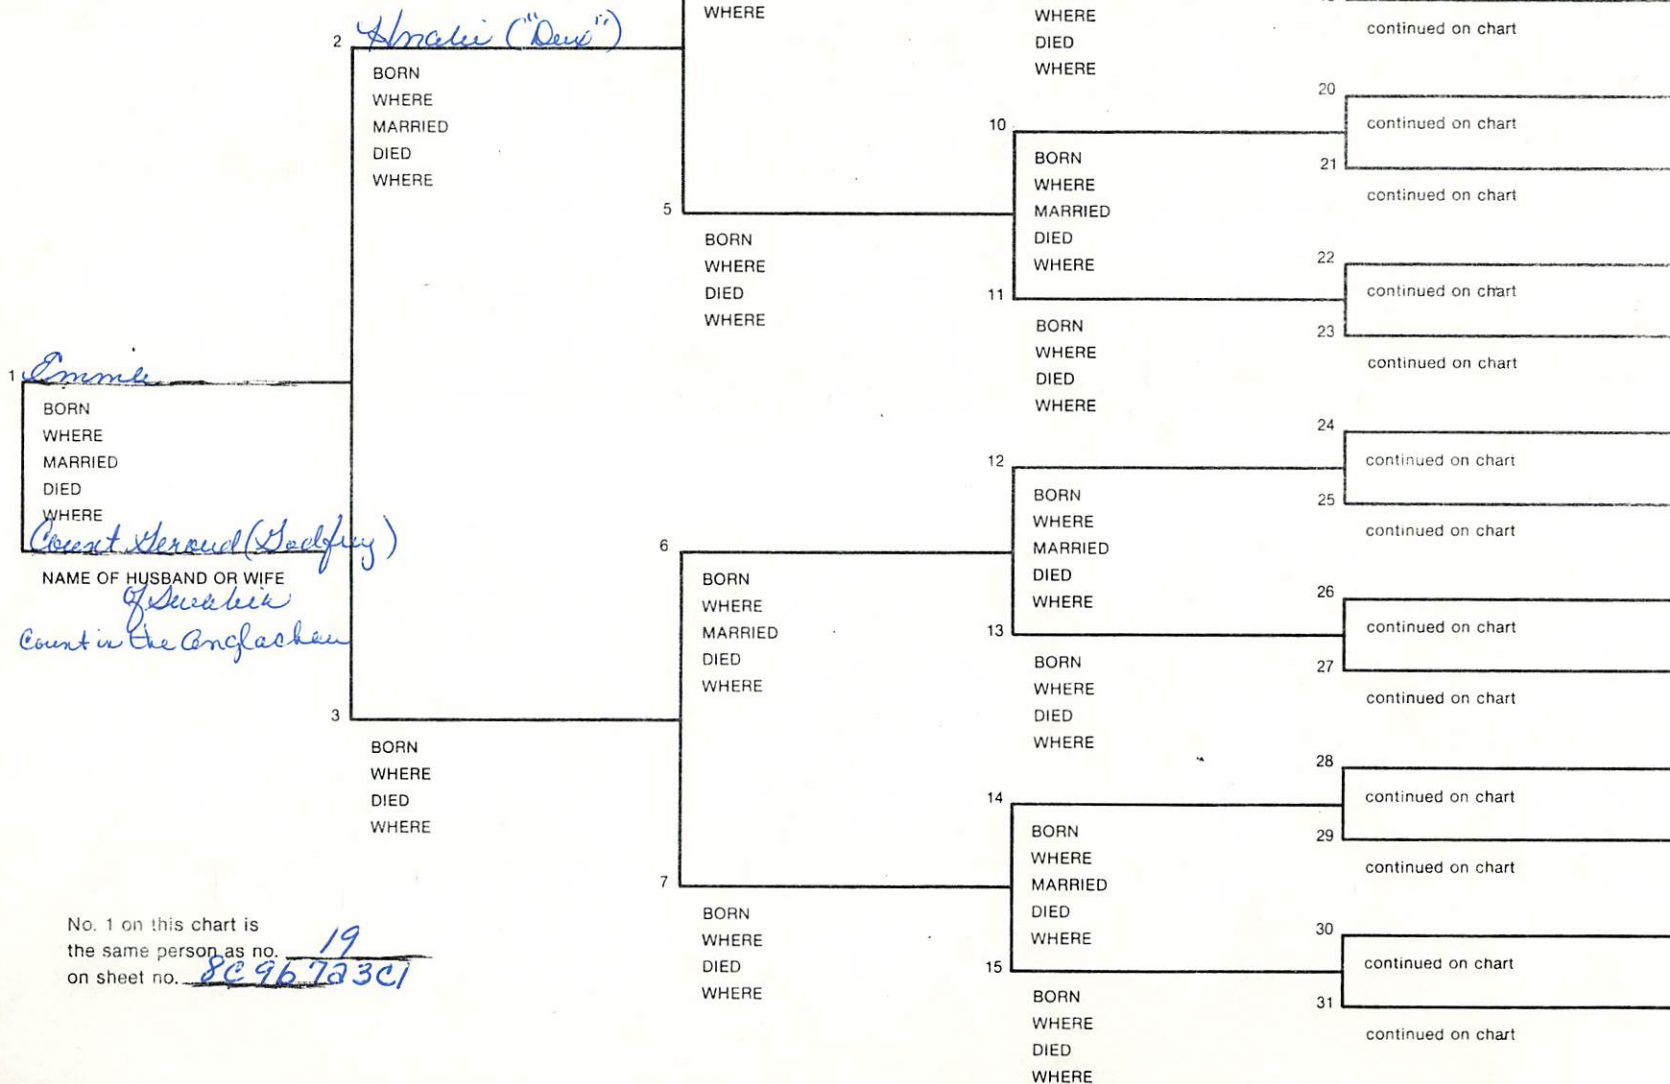 WHERE
2
Hnabi ("Deux")
BORN
WHERE
MARRIED
DIED
WHERE
5
BORN
WHERE
DIED
WHERE
WHERE
DIED
WHERE
10
BORN
WHERE
MARRIED
DIED
WHERE
11
BORN
WHERE
DIED
WHERE
continued on chart
20
continued on chart
21
continued on chart
22
continued on chart
23
continued on chart
1
BORN
WHERE
MARRIED
DIED
WHERE
Count Geroud (Godfrey)
NAME OF HUSBAND OR WIFE
of Swabia
Count in the Anglachau
3
BORN
WHERE
DIED
WHERE
6
BORN
WHERE
MARRIED
DIED
WHERE
7
BORN
WHERE
DIED
WHERE
12
BORN
WHERE
MARRIED
DIED
WHERE
13
BORN
WHERE
DIED
WHERE
14
BORN
WHERE
MARRIED
DIED
WHERE
15
BORN
WHERE
DIED
WHERE
24
continued on chart
25
continued on chart
26
continued on chart
27
continued on chart
28
continued on chart
29
continued on chart
30
continued on chart
31
continued on chart
No. 1 on this chart is
the same person as no. 19
on sheet no. 8C9b7a3C1